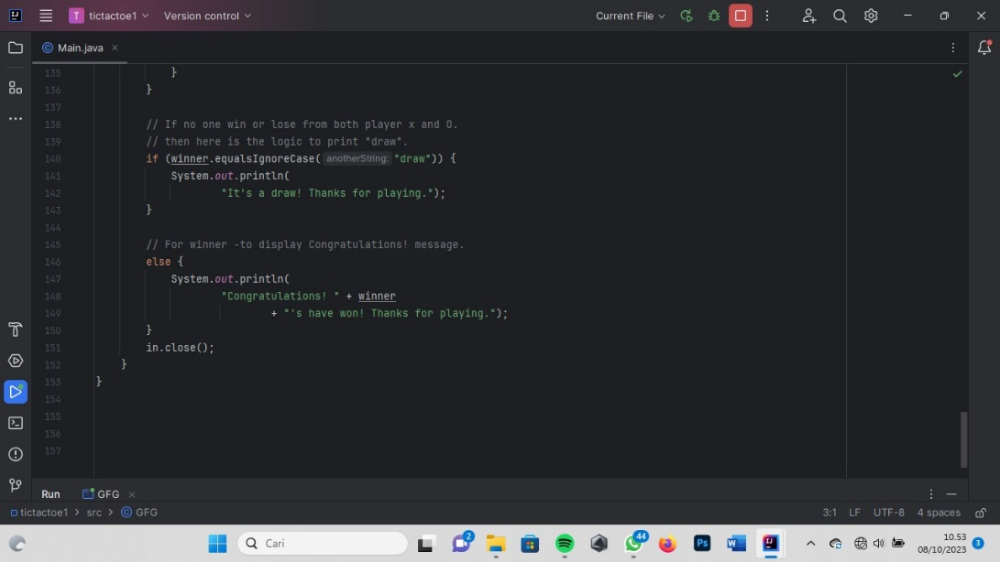 T tictactoe1 Version control Current File
Main.java
135 }
136 }
137
138 // If no one win or lose from both player x and O.
139 // then here is the logic to print "draw".
140 if (winner.equalsIgnoreCase( anotherString: "draw")) {
141 System.out.println(
142 "It's a draw! Thanks for playing.");
143 }
144
145 // For winner -to display Congratulations! message.
146 else {
147 System.out.println(
148 "Congratulations! " + winner
149 + "'s have won! Thanks for playing.");
150 }
151 in.close();
152 }
153 }
154
155
156
157
Run GFG
tictactoe1 > src > GFG 3:1 LF UTF-8 4 spaces
Cari 2 44 Ps W 10.53 3
08/10/2023